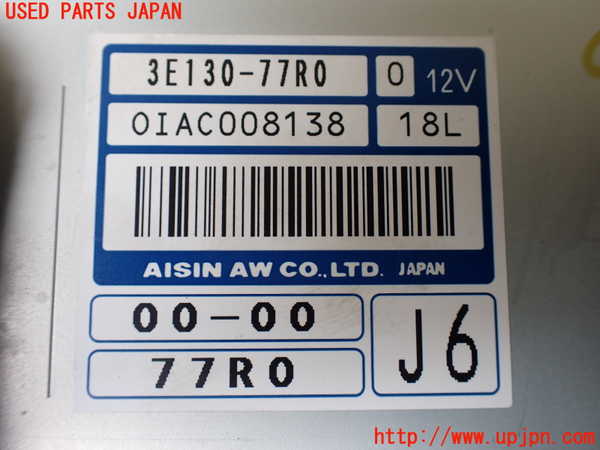 USED PARTS JAPAN
3E130-77R0 0 12V
0IAC008138 18L
AISIN AW CO.,LTD. JAPAN
00-00
77R0 J6
http://www.upjpn.com/